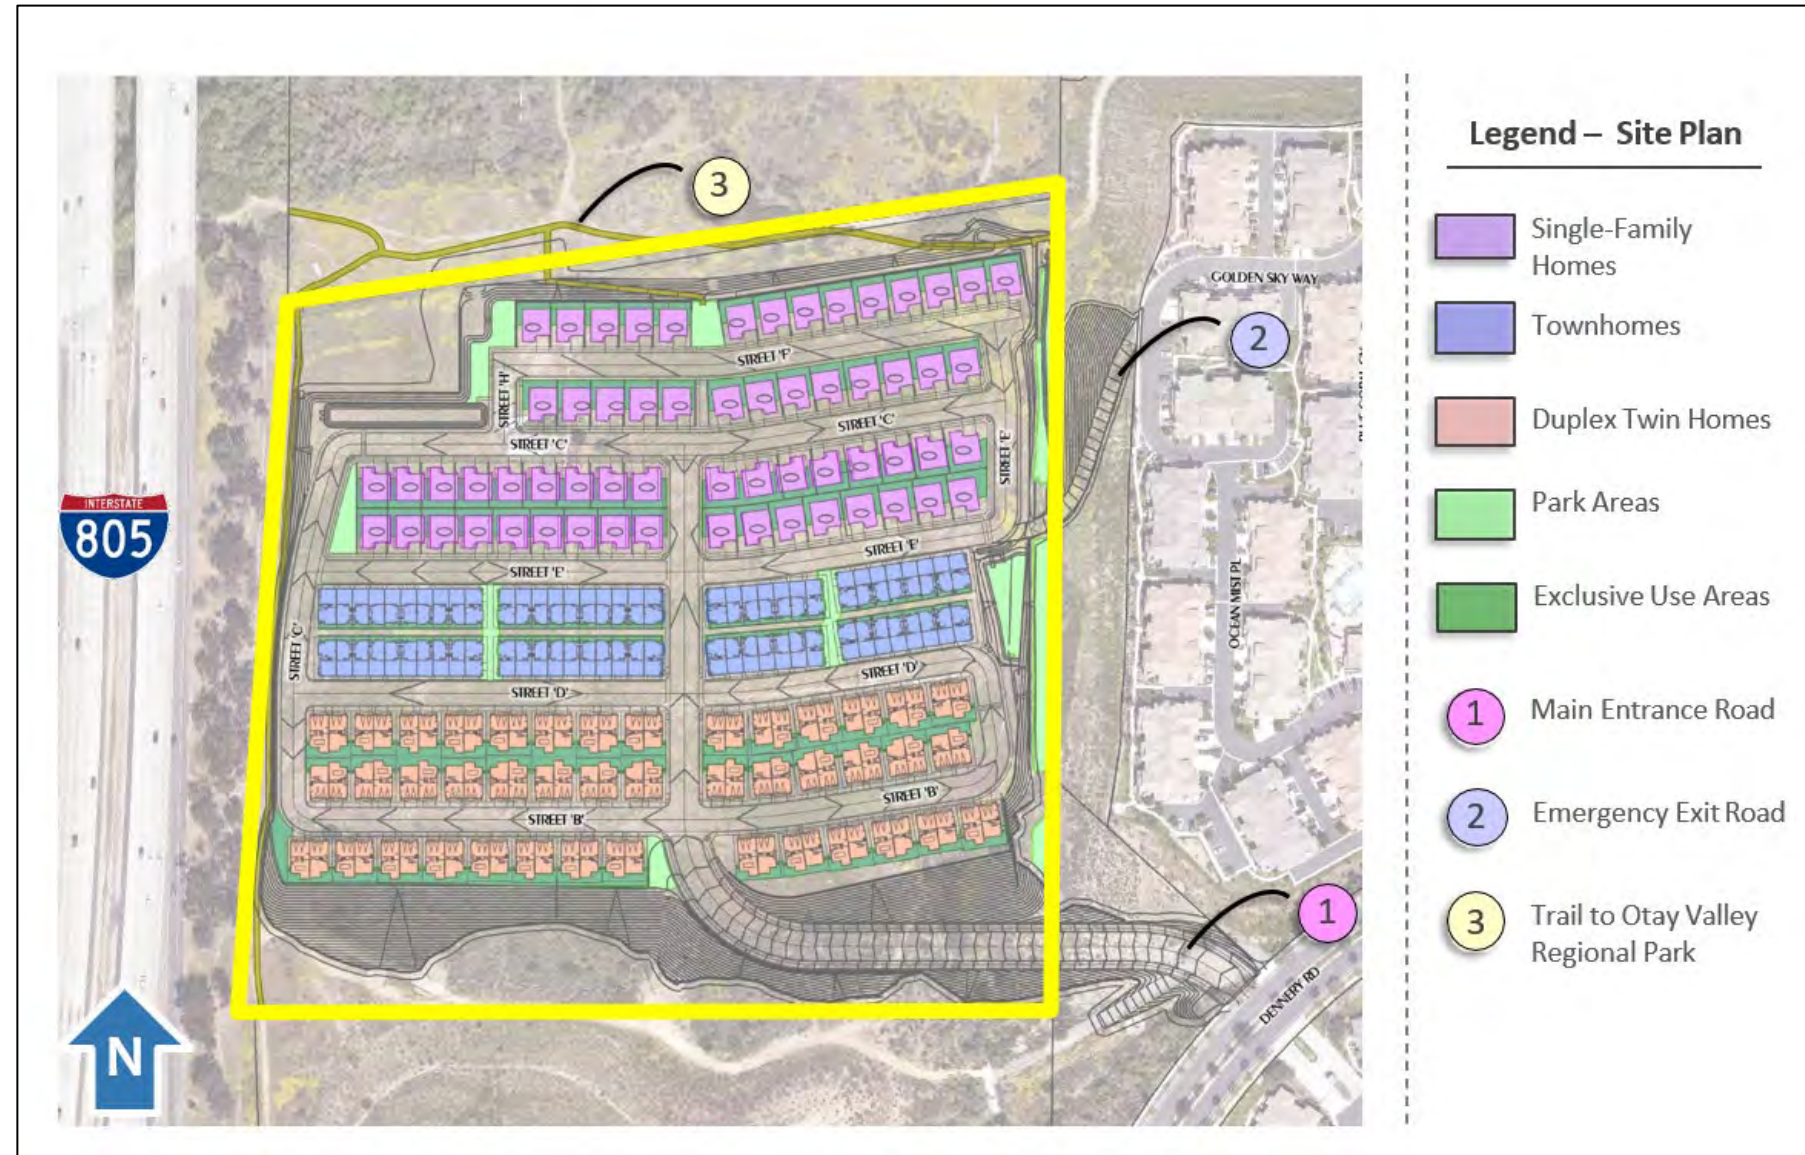 3
GOLDEN SKY WAY
2
STREET 'F'
STREET 'H'
STREET 'C'
STREET 'C'
STREET 'E'
INTERSTATE
805
STREET 'E'
STREET 'E'
OCEAN MIST PL
STREET 'C'
STREET 'D'
STREET 'D'
STREET 'B'
STREET 'B'
1
DENNERY RD
N
Legend – Site Plan
Single-Family
Homes
Townhomes
Duplex Twin Homes
Park Areas
Exclusive Use Areas
1 Main Entrance Road
2 Emergency Exit Road
3 Trail to Otay Valley
Regional Park